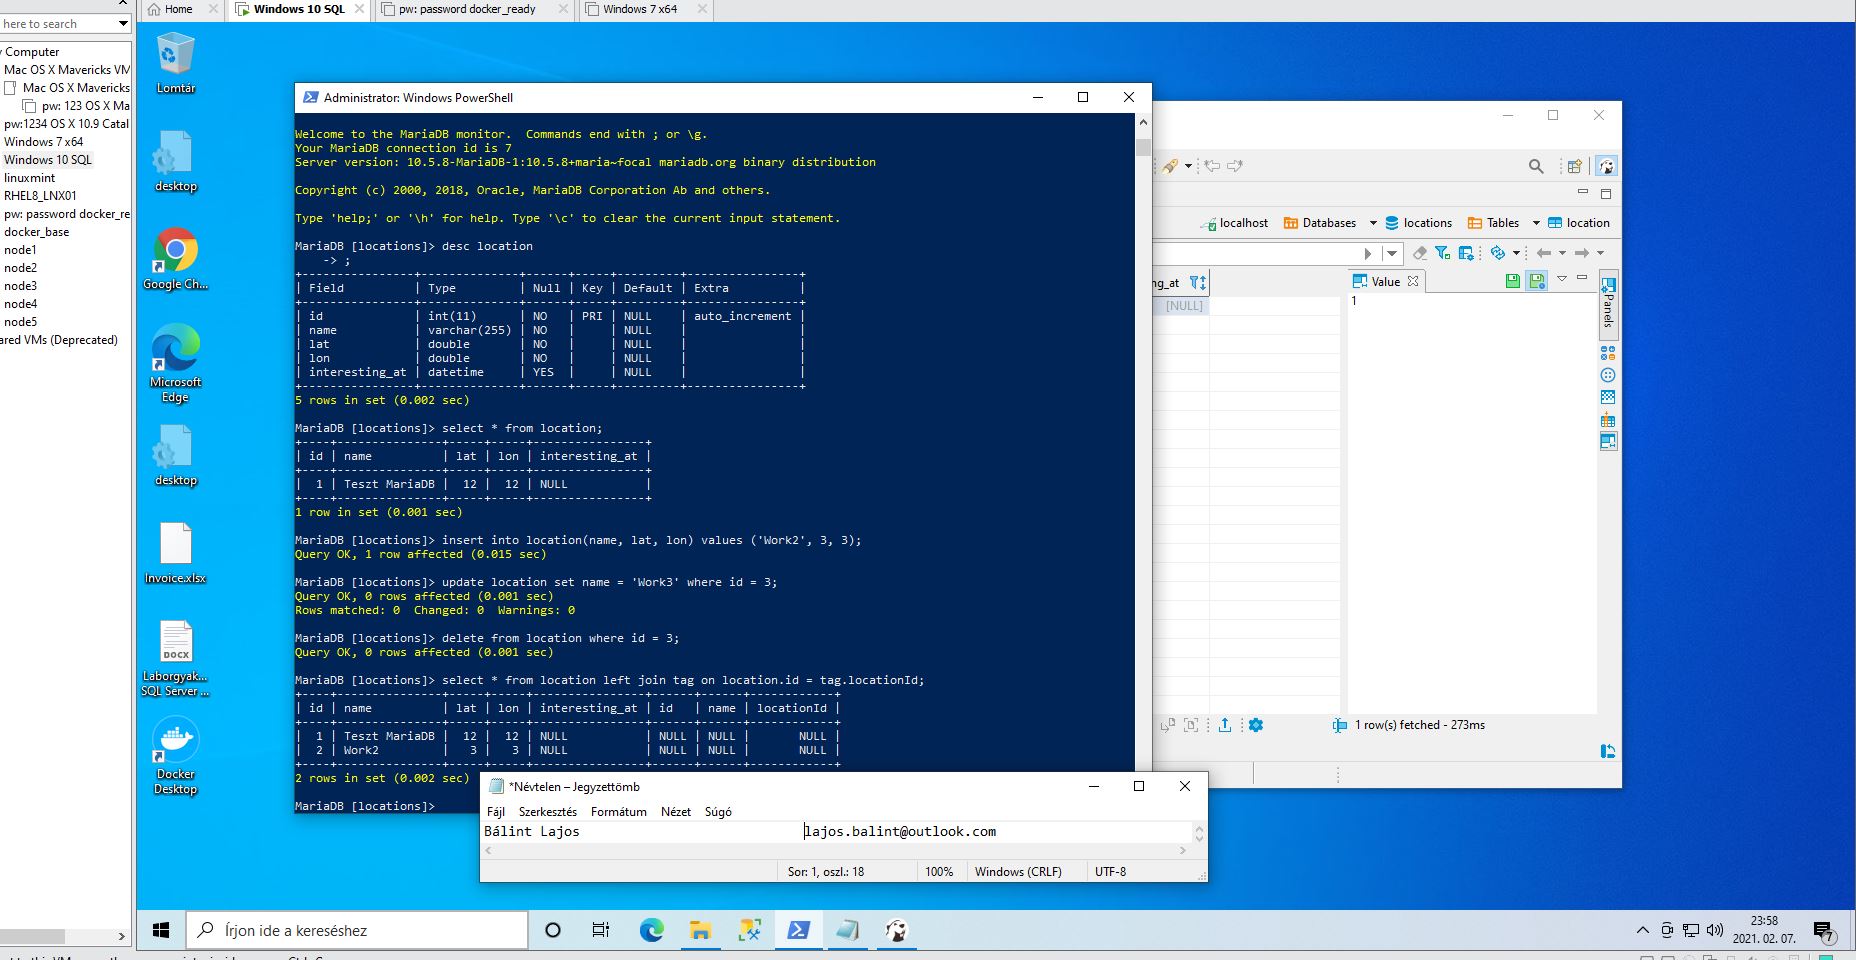 Home
Windows 10 SQL
pw: password docker_ready
Windows 7 x64
here to search
Computer
Mac OS X Mavericks VM
Mac OS X Mavericks
pw: 123 OS X Ma
pw:1234 OS X 10.9 Catal
Windows 7 x64
Windows 10 SQL
linuxmint
RHEL8_LNX01
pw: password docker_re
docker_base
node1
node2
node3
node4
node5
ared VMs (Deprecated)
Lomtár
desktop
Google Ch...
Microsoft
Edge
desktop
Invoice.xlsx
DOCX
Laborgyak...
SQL Server ...
Docker
Desktop
Administrator: Windows PowerShell
Welcome to the MariaDB monitor.  Commands end with ; or \g.
Your MariaDB connection id is 7
Server version: 10.5.8-MariaDB-1:10.5.8+maria~focal mariadb.org binary distribution
Copyright (c) 2000, 2018, Oracle, MariaDB Corporation Ab and others.
Type 'help;' or '\h' for help. Type '\c' to clear the current input statement.
MariaDB [locations]> desc location
    -> ;
+----------------+--------------+------+-----+---------+----------------+
| Field          | Type         | Null | Key | Default | Extra          |
+----------------+--------------+------+-----+---------+----------------+
| id             | int(11)      | NO   | PRI | NULL    | auto_increment |
| name           | varchar(255) | NO   |     | NULL    |                |
| lat            | double       | NO   |     | NULL    |                |
| lon            | double       | NO   |     | NULL    |                |
| interesting_at | datetime     | YES  |     | NULL    |                |
+----------------+--------------+------+-----+---------+----------------+
5 rows in set (0.002 sec)
MariaDB [locations]> select * from location;
+----+--------------+-----+-----+----------------+
| id | name         | lat | lon | interesting_at |
+----+--------------+-----+-----+----------------+
|  1 | Teszt MariaDB |  12 |  12 | NULL           |
+----+--------------+-----+-----+----------------+
1 row in set (0.001 sec)
MariaDB [locations]> insert into location(name, lat, lon) values ('Work2', 3, 3);
Query OK, 1 row affected (0.015 sec)
MariaDB [locations]> update location set name = 'Work3' where id = 3;
Query OK, 0 rows affected (0.001 sec)
Rows matched: 0  Changed: 0  Warnings: 0
MariaDB [locations]> delete from location where id = 3;
Query OK, 0 rows affected (0.001 sec)
MariaDB [locations]> select * from location left join tag on location.id = tag.locationId;
+----+---------------+-----+-----+----------------+------+------+------------+
| id | name          | lat | lon | interesting_at | id   | name | locationId |
+----+---------------+-----+-----+----------------+------+------+------------+
|  1 | Teszt MariaDB |  12 |  12 | NULL           | NULL | NULL |       NULL |
|  2 | Work2         |   3 |   3 | NULL           | NULL | NULL |       NULL |
+----+---------------+-----+-----+----------------+------+------+------------+
2 rows in set (0.002 sec)
MariaDB [locations]>
localhost
Databases
locations
Tables
location
ng_at
[NULL]
Value
1
Panels
1 row(s) fetched - 273ms
*Névtelen – Jegyzettömb
Fájl Szerkesztés Formátum Nézet Súgó
Bálint Lajos lajos.balint@outlook.com
Sor: 1, oszl.: 18 100% Windows (CRLF) UTF-8
Írjon ide a kereséshez
23:58
2021. 02. 07.
7